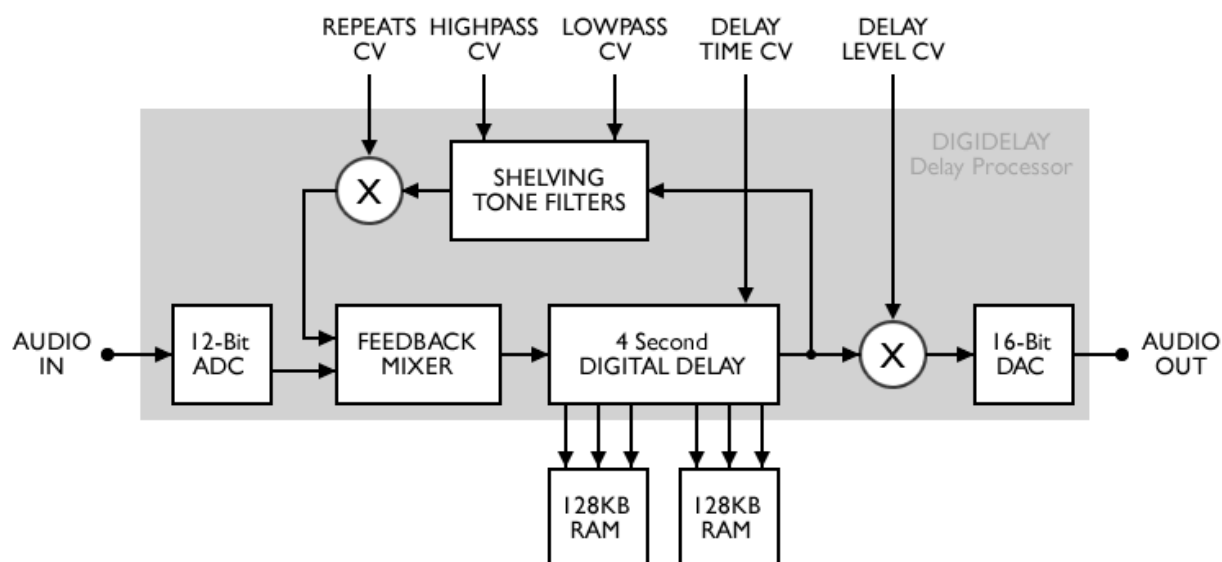 REPEATS
CV
HIGHPASS
CV
LOWPASS
CV
DELAY
TIME CV
DELAY
LEVEL CV
DIGIDELAY
Delay Processor
X
SHELVING
TONE FILTERS
AUDIO
IN
12-Bit
ADC
FEEDBACK
MIXER
4 Second
DIGITAL DELAY
X
16-Bit
DAC
AUDIO
OUT
128KB
RAM
128KB
RAM